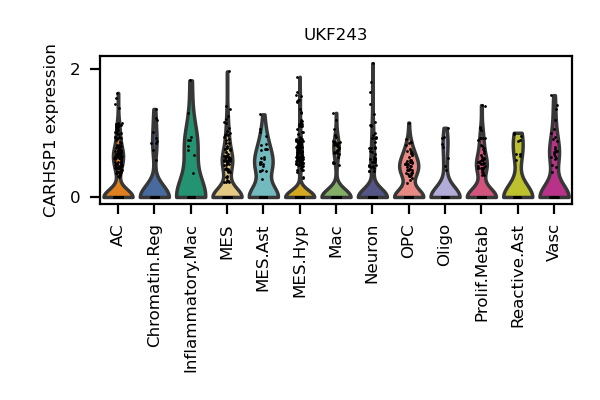 UKF243
CARHSP1 expression
2
0
AC
Chromatin.Reg
Inflammatory.Mac
MES
MES.Ast
MES.Hyp
Mac
Neuron
OPC
Oligo
Prolif.Metab
Reactive.Ast
Vasc